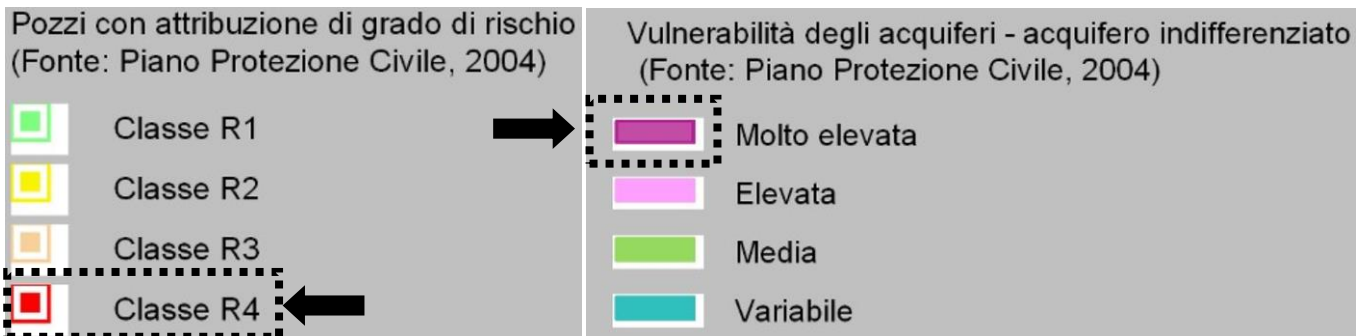 Pozzi con attribuzione di grado di rischio
(Fonte: Piano Protezione Civile, 2004)
Classe R1
Classe R2
Classe R3
Classe R4
Vulnerabilità degli acquiferi - acquifero indifferenziato
(Fonte: Piano Protezione Civile, 2004)
Molto elevata
Elevata
Media
Variabile